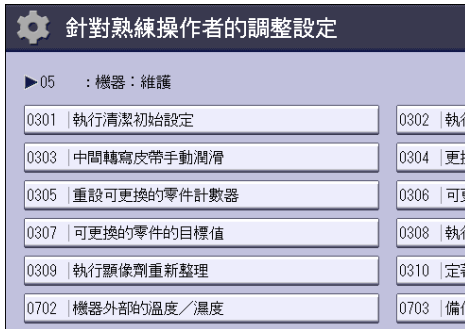 針對熟練操作者的調整設定
▶05 :機器：維護
0301 執行清潔初始設定
0302
0303 中間轉寫皮帶手動潤滑
0304
0305 重設可更換的零件計數器
0306
0307 可更換的零件的目標值
0308
0309 執行顯像劑重新整理
0310
0702 機器外部的溫度／濕度
0703